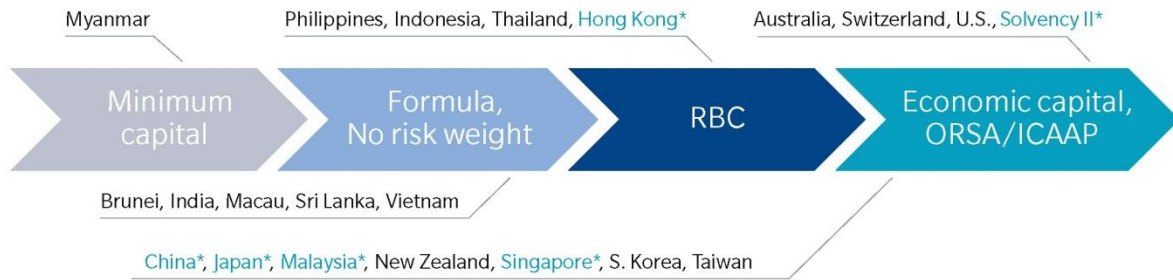 Myanmar
Philippines, Indonesia, Thailand, Hong Kong*
Australia, Switzerland, U.S., Solvency II*
Minimum
capital
Formula,
No risk weight
RBC
Economic capital,
ORSA/ICAAP
Brunei, India, Macau, Sri Lanka, Vietnam
China*, Japan*, Malaysia*, New Zealand, Singapore*, S. Korea, Taiwan